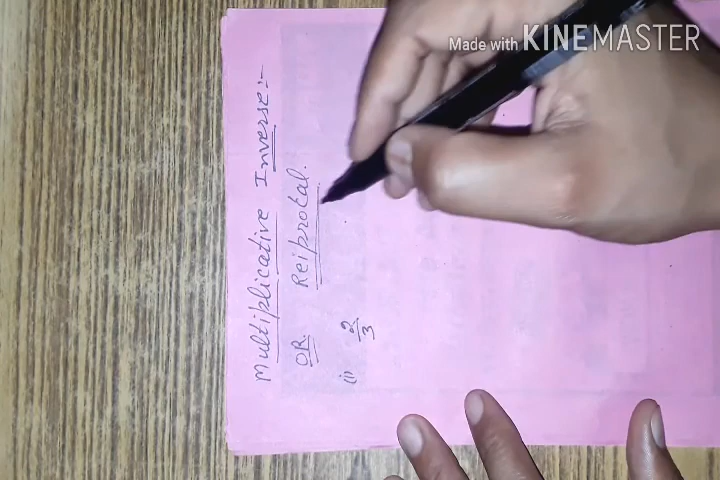 Multiplicative Inverse:-
OR Reiprocal.
(i) 2/3
Made with KINEMASTER